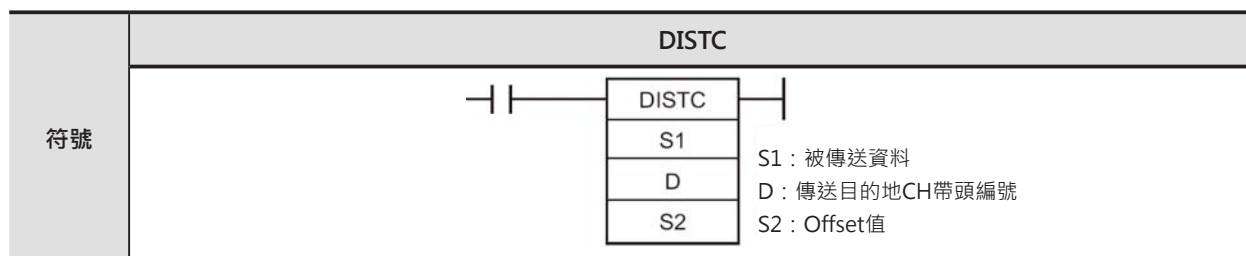 DISTC
符號
DISTC
S1
D
S2
S1：被傳送資料
D：傳送目的地CH帶頭編號
S2：Offset值